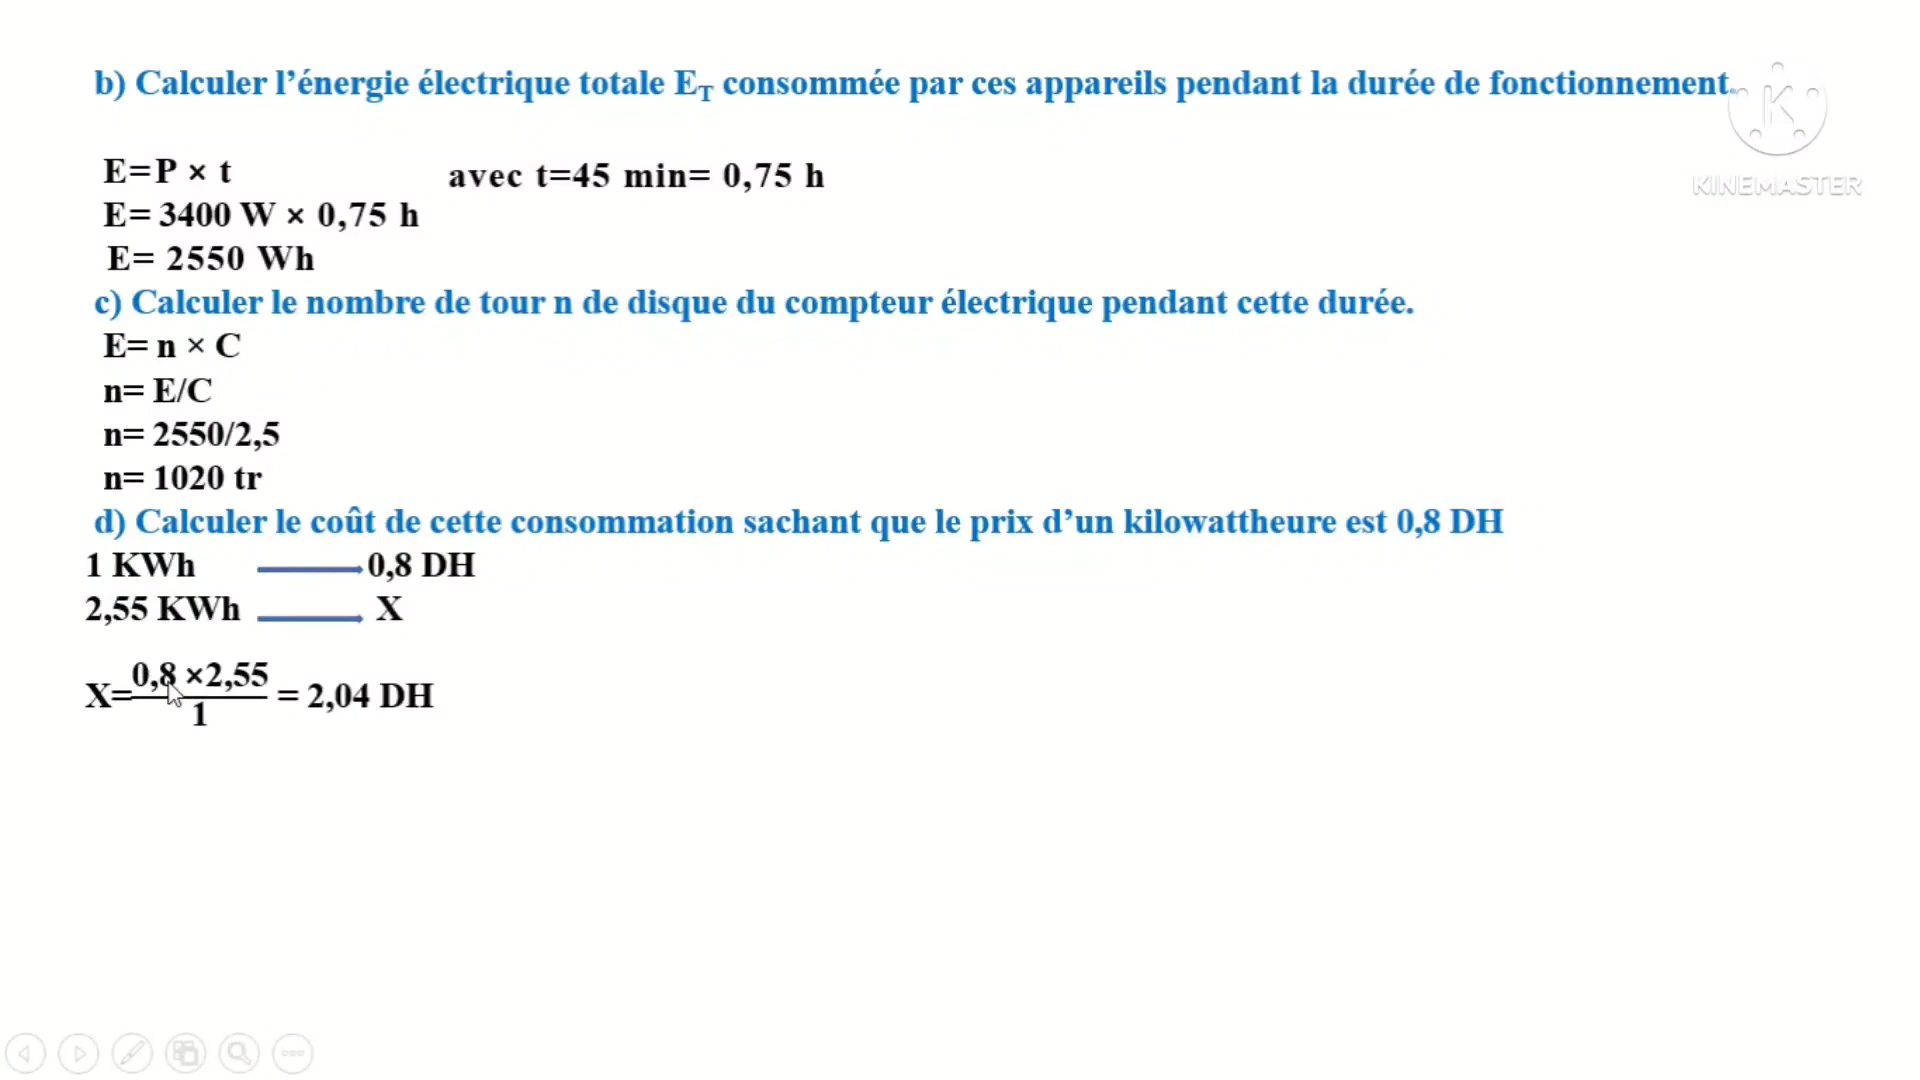 b) Calculer l’énergie électrique totale ET consommée par ces appareils pendant la durée de fonctionnement.
KINEMASTER
E=P × t avec t=45 min= 0,75 h
E= 3400 W × 0,75 h
E= 2550 Wh
c) Calculer le nombre de tour n de disque du compteur électrique pendant cette durée.
E= n × C
n= E/C
n= 2550/2,5
n= 1020 tr
d) Calculer le coût de cette consommation sachant que le prix d’un kilowattheure est 0,8 DH
1 KWh 0,8 DH
2,55 KWh X
X= 0,8 ×2,55 / 1 = 2,04 DH